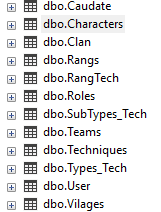 dbo.Caudate
dbo.Characters
dbo.Clan
dbo.Rangs
dbo.RangTech
dbo.Roles
dbo.SubTypes_Tech
dbo.Teams
dbo.Techniques
dbo.Types_Tech
dbo.User
dbo.Vilages